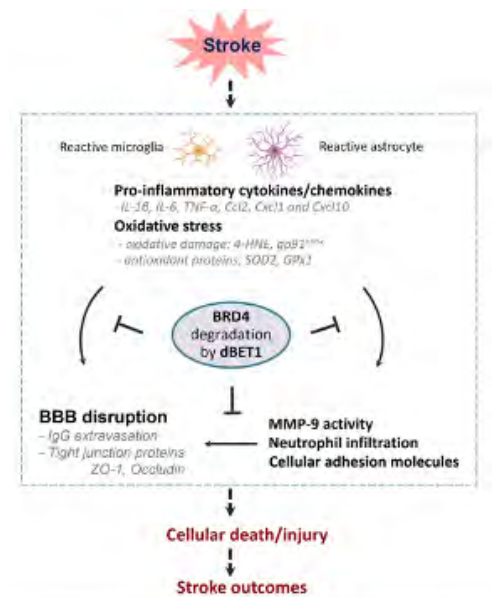 Stroke
Reactive microglia
Reactive astrocyte
Pro-inflammatory cytokines/chemokines
- IL-1β, IL-6, TNF-α, Ccl2, Cxcl1 and Cxcl10
Oxidative stress
- oxidative damage: 4-HNE, gp91ᵖʰᵒˣ
- antioxidant proteins, SOD2, GPx1
BRD4
degradation
by dBET1
BBB disruption
- IgG extravasation
- Tight junction proteins
ZO-1, Occludin
MMP-9 activity
Neutrophil infiltration
Cellular adhesion molecules
Cellular death/injury
Stroke outcomes